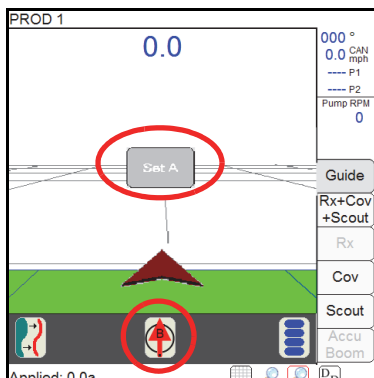 PROD 1
0.0
000 °
0.0 CAN mph
---- P1
---- P2
Pump RPM
0
Set A
Guide
Rx+Cov
+Scout
Rx
Cov
Scout
Accu
Boom
B
Applied: 0.0a